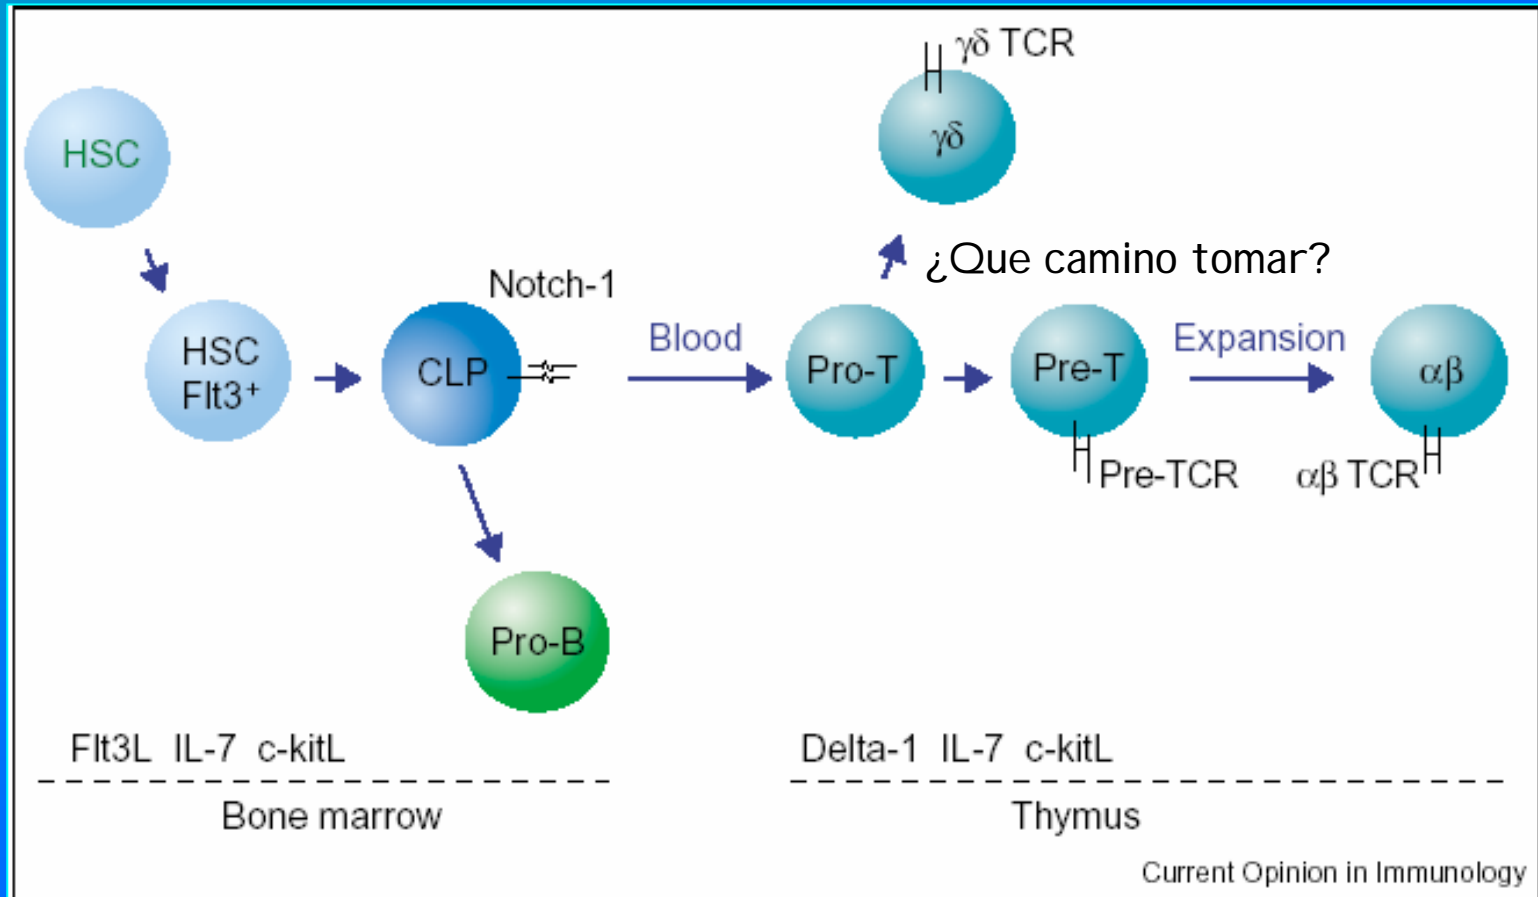 γδ TCR
γδ
HSC
¿Que camino tomar?
Notch-1
HSC
Flt3⁺
CLP
Blood
Pro-T
Pre-T
Expansion
αβ
Pre-TCR
αβ TCR
Pro-B
Flt3L IL-7 c-kitL
Delta-1 IL-7 c-kitL
Bone marrow
Thymus
Current Opinion in Immunology